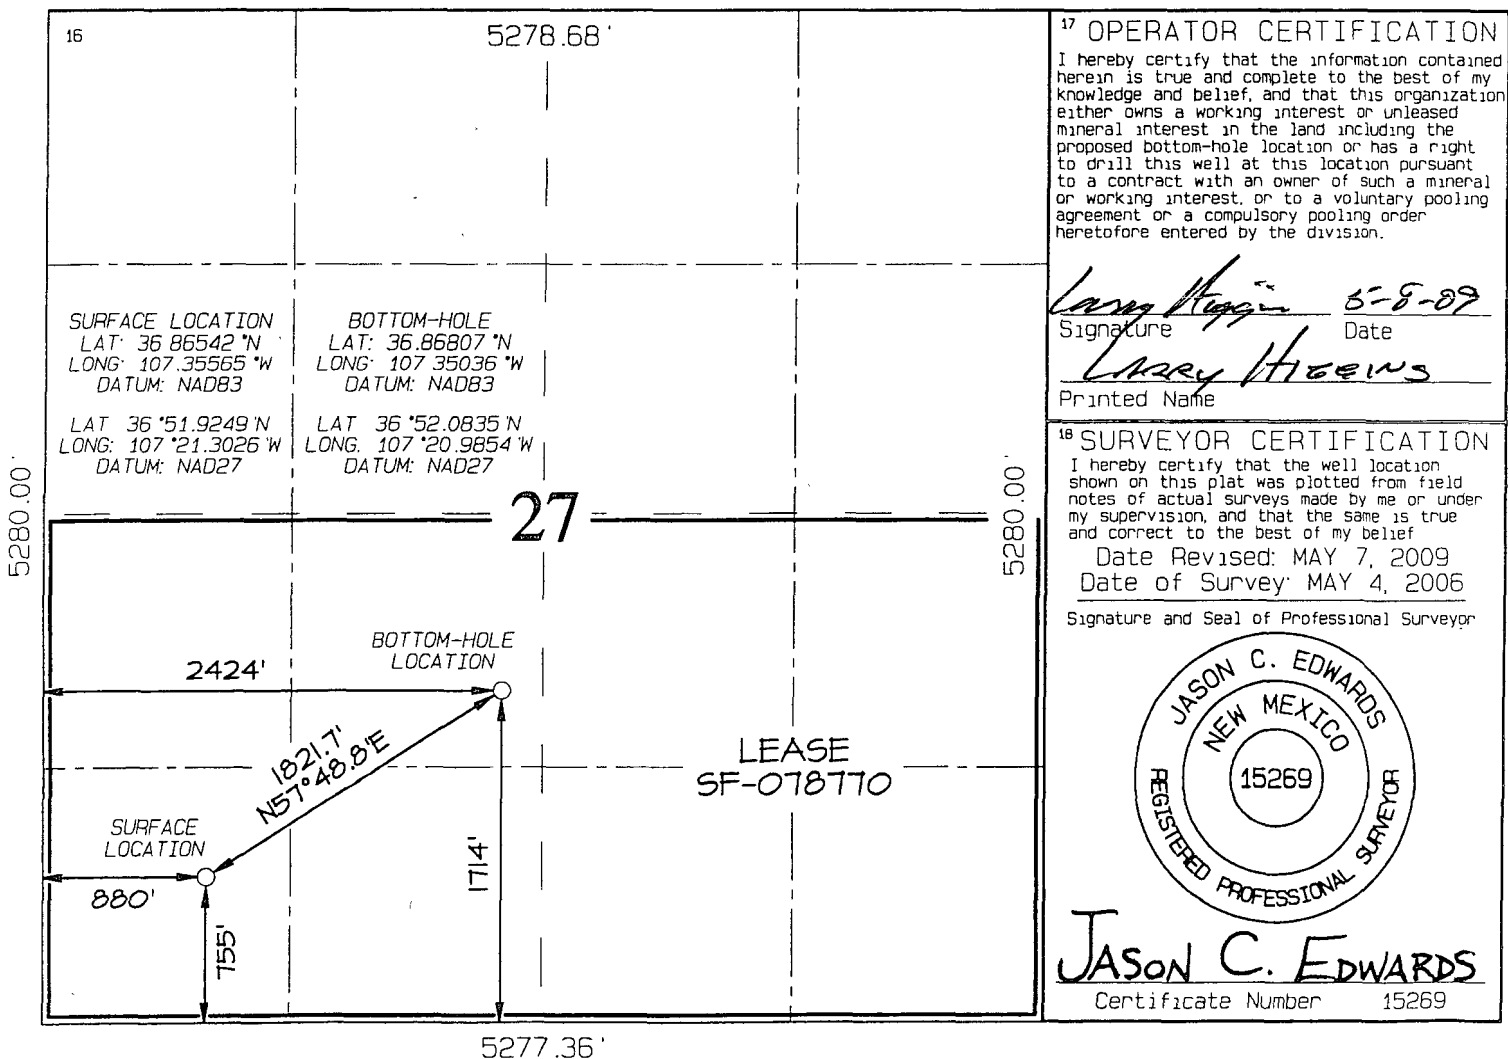 16
5278.68'
SURFACE LOCATION
LAT: 36 86542 °N
LONG: 107.35565 °W
DATUM: NAD83
LAT 36 °51.9249 'N
LONG: 107 °21.3026 'W
DATUM: NAD27
BOTTOM-HOLE
LAT: 36.86807 °N
LONG: 107 35036 °W
DATUM: NAD83
LAT 36 °52.0835 'N
LONG. 107 °20.9854 'W
DATUM: NAD27
5280.00'
27
5280.00'
BOTTOM-HOLE
LOCATION
2424'
1821.7'
N57°48.8'E
LEASE
SF-078770
SURFACE
LOCATION
880'
755'
1714'
5277.36'
17 OPERATOR CERTIFICATION
I hereby certify that the information contained
herein is true and complete to the best of my
knowledge and belief, and that this organization
either owns a working interest or unleased
mineral interest in the land including the
proposed bottom-hole location or has a right
to drill this well at this location pursuant
to a contract with an owner of such a mineral
or working interest, or to a voluntary pooling
agreement or a compulsory pooling order
heretofore entered by the division.
Larry Higgins 5-8-09
Signature Date
LARRY HIGGINS
Printed Name
18 SURVEYOR CERTIFICATION
I hereby certify that the well location
shown on this plat was plotted from field
notes of actual surveys made by me or under
my supervision, and that the same is true
and correct to the best of my belief
Date Revised: MAY 7, 2009
Date of Survey: MAY 4, 2006
Signature and Seal of Professional Surveyor
JASON C. EDWARDS
NEW MEXICO
15269
REGISTERED PROFESSIONAL SURVEYOR
JASON C. EDWARDS
Certificate Number 15269